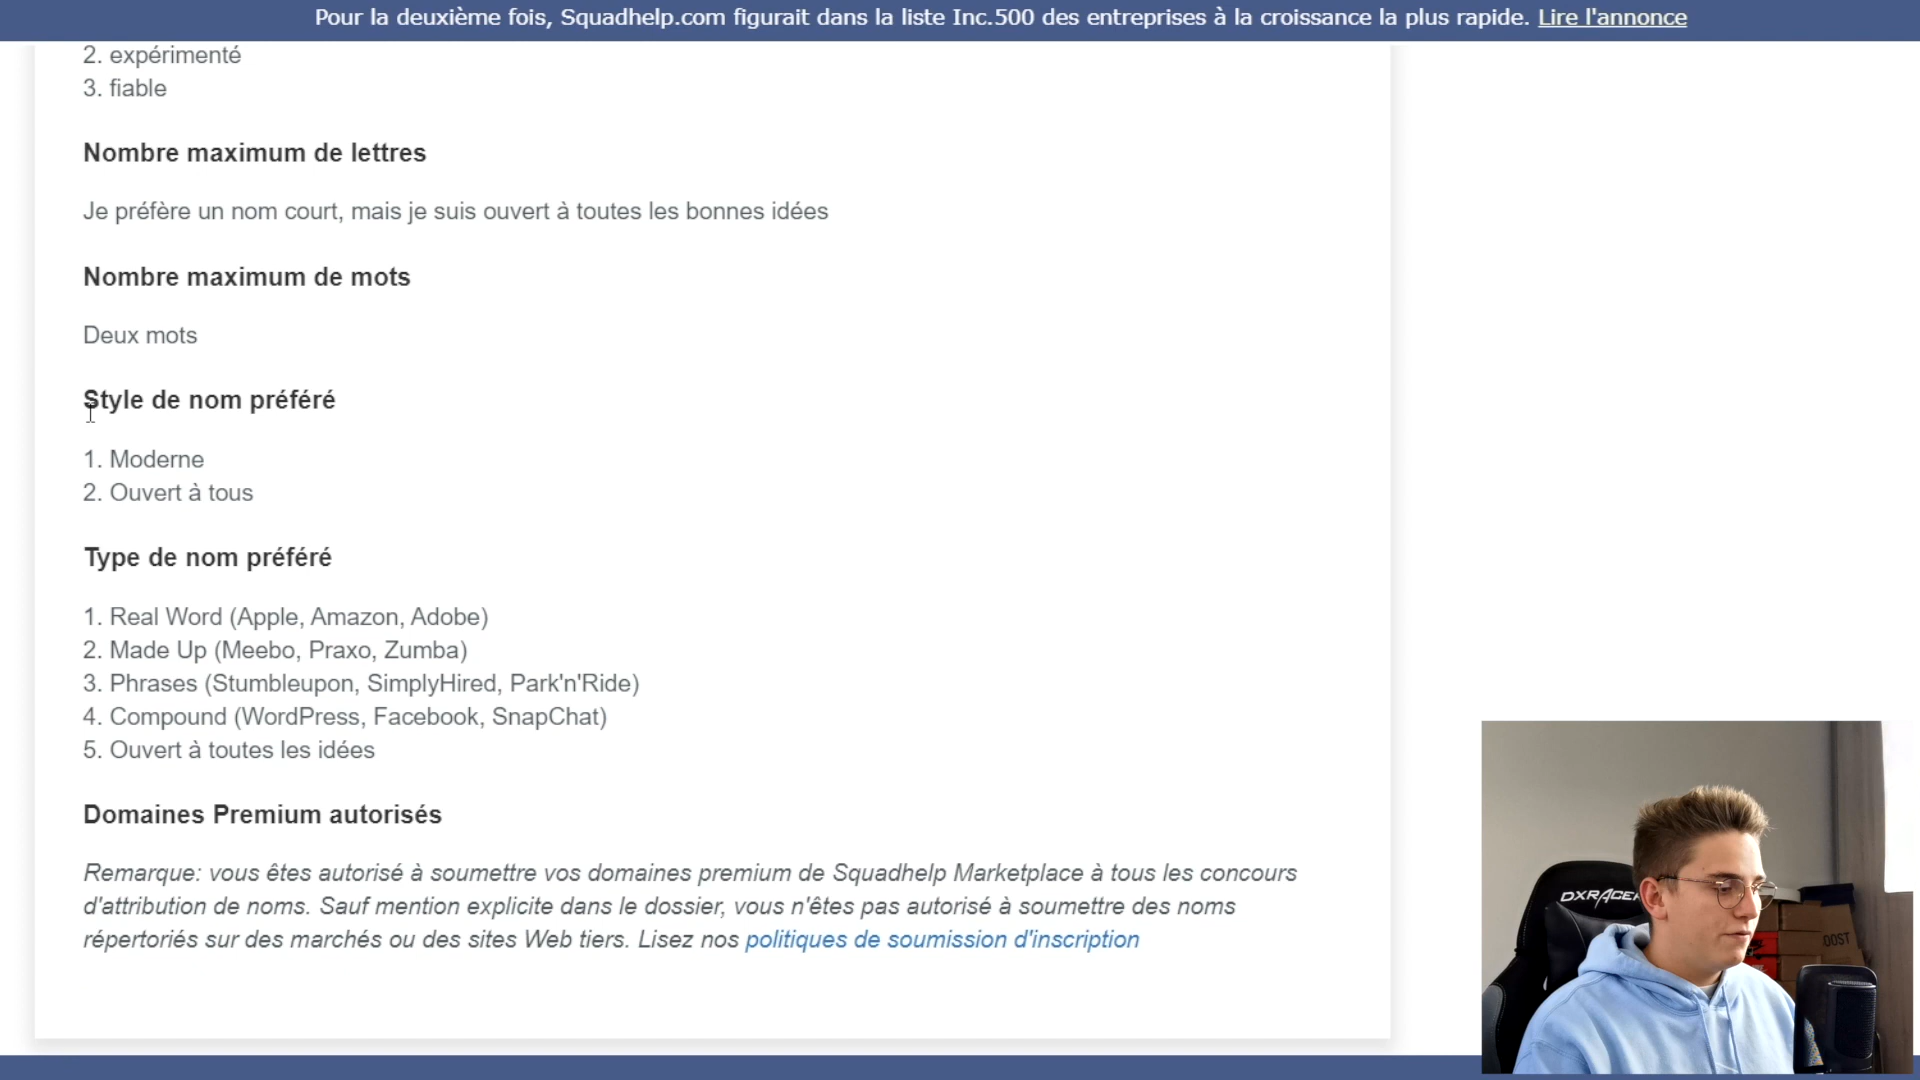 Pour la deuxième fois, Squadhelp.com figurait dans la liste Inc.500 des entreprises à la croissance la plus rapide. Lire l'annonce
2. expérimenté
3. fiable
Nombre maximum de lettres
Je préfère un nom court, mais je suis ouvert à toutes les bonnes idées
Nombre maximum de mots
Deux mots
Style de nom préféré
1. Moderne
2. Ouvert à tous
Type de nom préféré
1. Real Word (Apple, Amazon, Adobe)
2. Made Up (Meebo, Praxo, Zumba)
3. Phrases (Stumbleupon, SimplyHired, Park'n'Ride)
4. Compound (WordPress, Facebook, SnapChat)
5. Ouvert à toutes les idées
Domaines Premium autorisés
Remarque: vous êtes autorisé à soumettre vos domaines premium de Squadhelp Marketplace à tous les concours
d'attribution de noms. Sauf mention explicite dans le dossier, vous n'êtes pas autorisé à soumettre des noms
répertoriés sur des marchés ou des sites Web tiers. Lisez nos politiques de soumission d'inscription
DXRACER